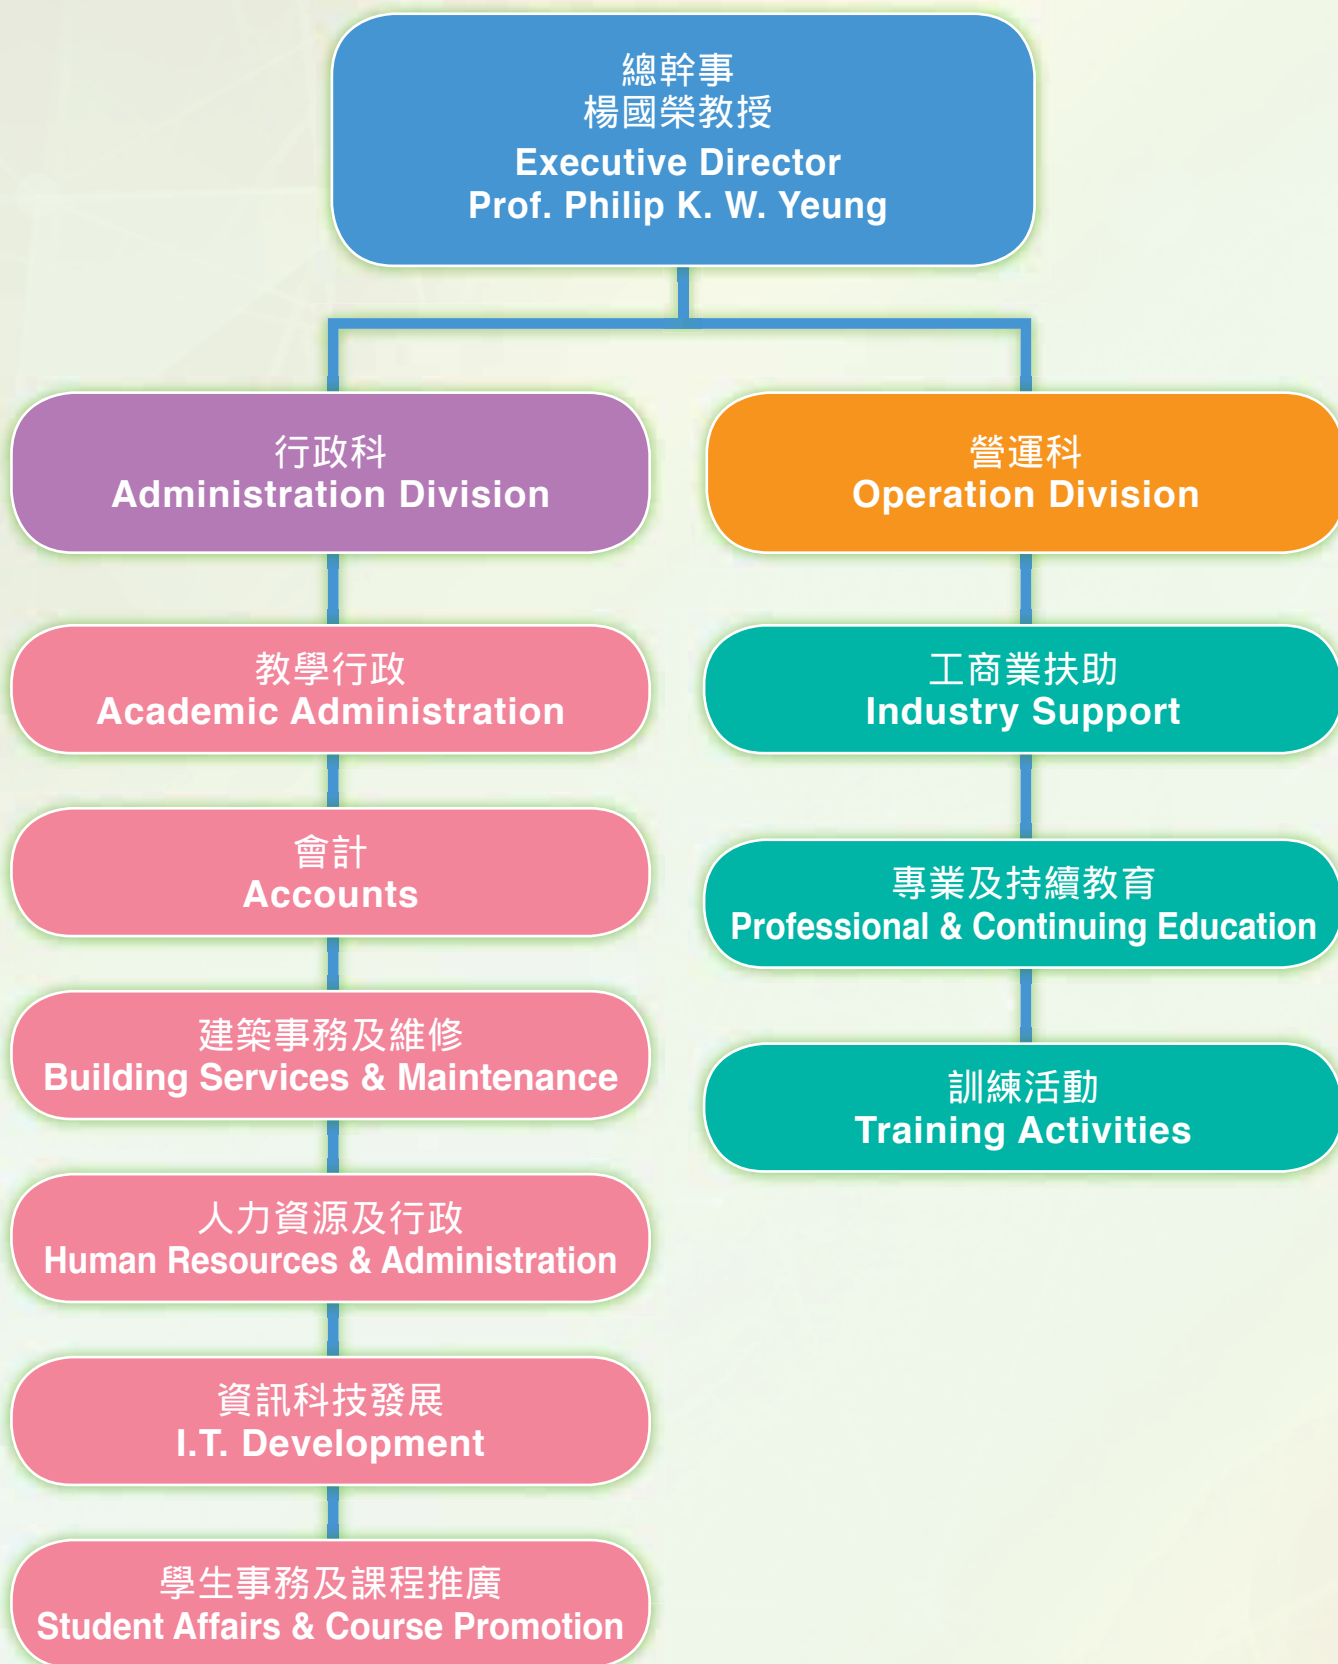 總幹事
楊國榮教授
Executive Director
Prof. Philip K. W. Yeung
行政科
Administration Division
教學行政
Academic Administration
會計
Accounts
建築事務及維修
Building Services & Maintenance
人力資源及行政
Human Resources & Administration
資訊科技發展
I.T. Development
學生事務及課程推廣
Student Affairs & Course Promotion
營運科
Operation Division
工商業扶助
Industry Support
專業及持續教育
Professional & Continuing Education
訓練活動
Training Activities